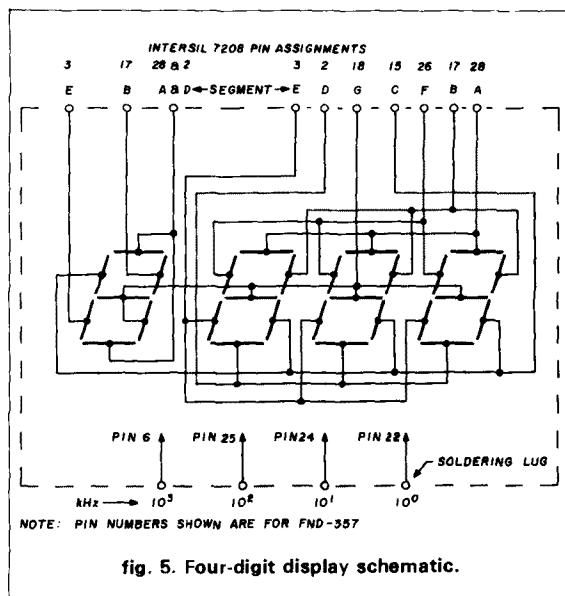 INTERSIL 7208 PIN ASSIGNMENTS
3 17 28 & 2 3 2 18 15 26 17 28
E B A & D ←SEGMENT→ E D G C F B A
PIN 6 PIN 25 PIN 24 PIN 22
SOLDERING LUG
kHz → 10³ 10² 10¹ 10⁰
NOTE: PIN NUMBERS SHOWN ARE FOR FND-357
fig. 5. Four-digit display schematic.